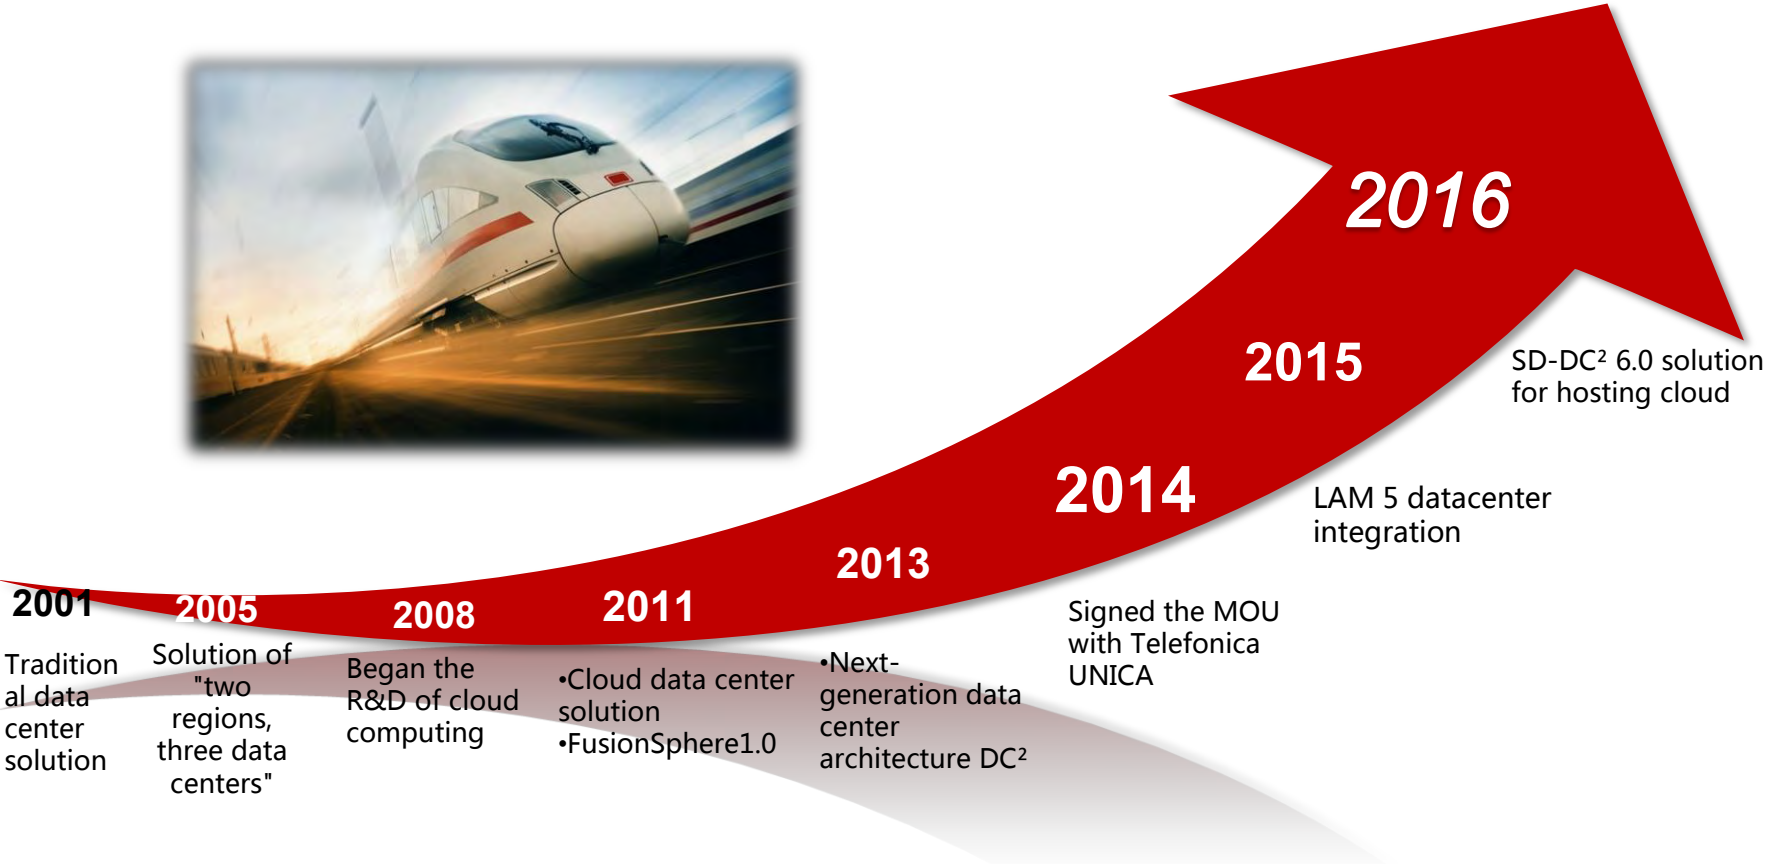 2001
Tradition
al data
center
solution
2005
Solution of
"two
regions,
three data
centers"
2008
Began the
R&D of cloud
computing
2011
•Cloud data center
solution
•FusionSphere1.0
2013
•Next-
generation data
center
architecture DC²
2014
Signed the MOU
with Telefonica
UNICA
2015
LAM 5 datacenter
integration
2016
SD-DC² 6.0 solution
for hosting cloud